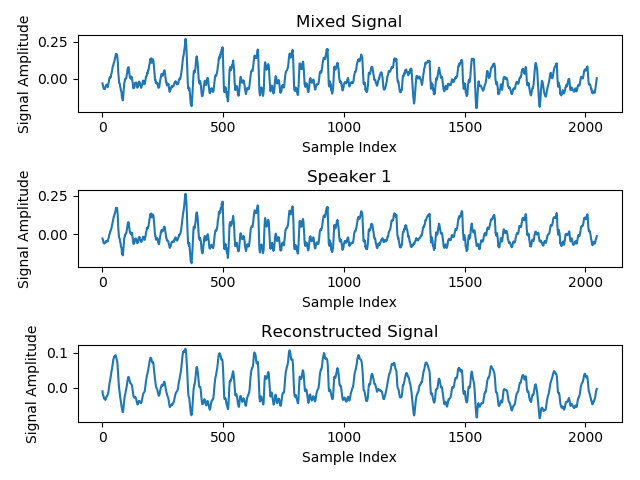 Mixed Signal
Signal Amplitude
0.25
0.00
0 500 1000 1500 2000
Sample Index
Speaker 1
Signal Amplitude
0.25
0.00
0 500 1000 1500 2000
Sample Index
Reconstructed Signal
Signal Amplitude
0.1
0.0
0 500 1000 1500 2000
Sample Index